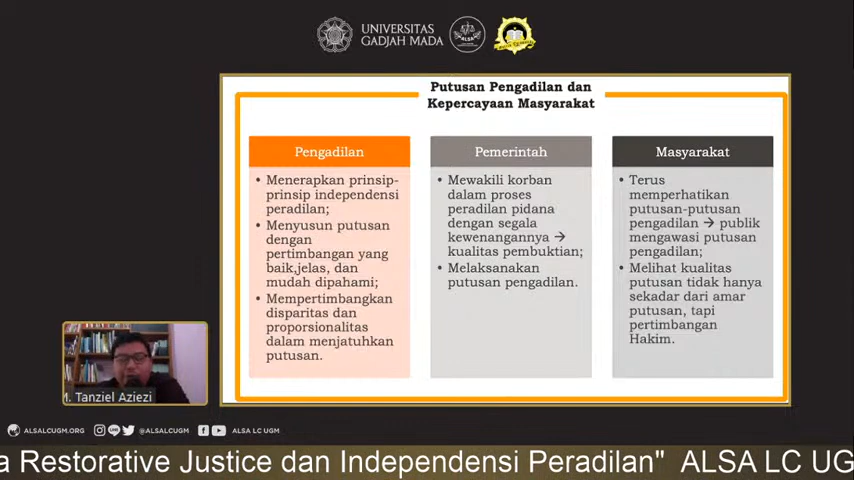 UNIVERSITAS
GADJAH MADA
ALSA
Putusan Pengadilan dan
Kepercayaan Masyarakat
Pengadilan
• Menerapkan prinsip-
prinsip independensi
peradilan;
• Menyusun putusan
dengan
pertimbangan yang
baik,jelas, dan
mudah dipahami;
• Mempertimbangkan
disparitas dan
proporsionalitas
dalam menjatuhkan
putusan.
Pemerintah
• Mewakili korban
dalam proses
peradilan pidana
dengan segala
kewenangannya →
kualitas pembuktian;
• Melaksanakan
putusan pengadilan.
Masyarakat
• Terus
memperhatikan
putusan-putusan
pengadilan → publik
mengawasi putusan
pengadilan;
• Melihat kualitas
putusan tidak hanya
sekadar dari amar
putusan, tapi
pertimbangan
Hakim.
M. Tanziel Aziezi
ALSALCUGM.ORG @ALSALCUGM ALSA LC UGM
a Restorative Justice dan Independensi Peradilan" ALSA LC UG